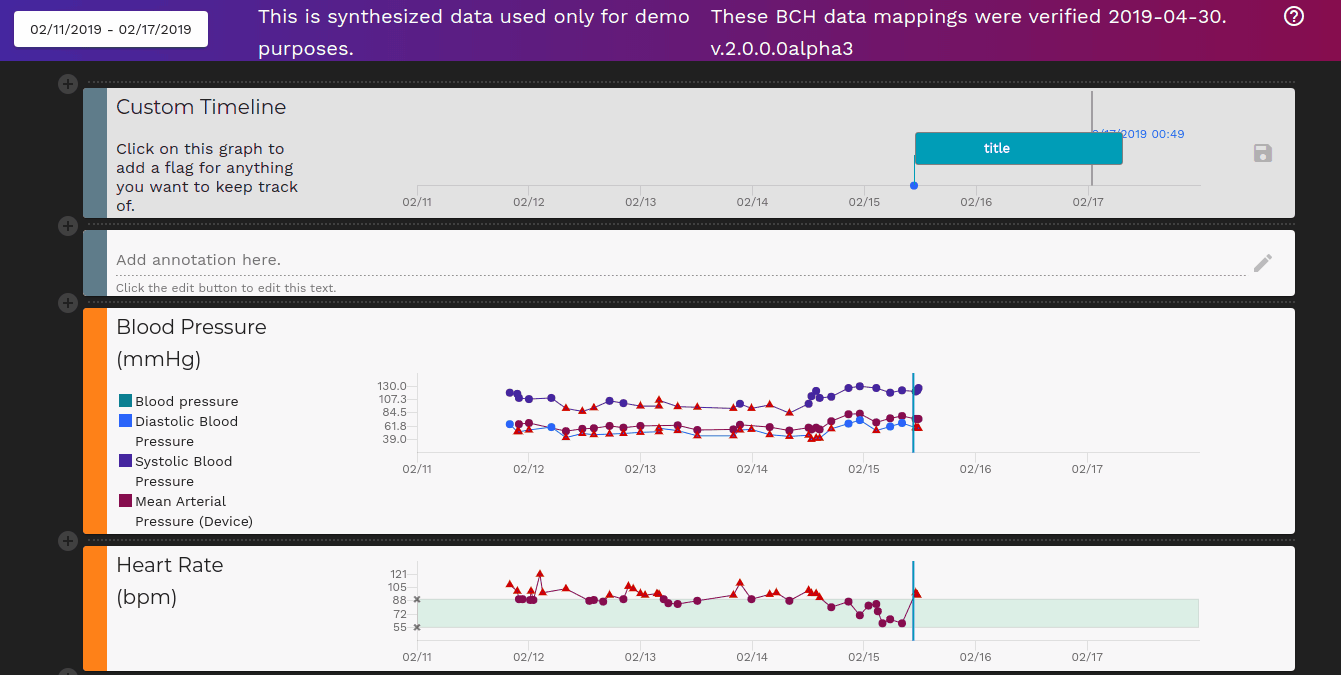 02/11/2019 - 02/17/2019
This is synthesized data used only for demo
purposes.
These BCH data mappings were verified 2019-04-30.
v.2.0.0.0alpha3
Custom Timeline
Click on this graph to
add a flag for anything
you want to keep track
of.
/2019 00:49
title
02/11 02/12 02/13 02/14 02/15 02/16 02/17
Add annotation here.
Click the edit button to edit this text.
Blood Pressure
(mmHg)
Blood pressure
Diastolic Blood
Pressure
Systolic Blood
Pressure
Mean Arterial
Pressure (Device)
130.0
107.3
84.5
61.8
39.0
02/11 02/12 02/13 02/14 02/15 02/16 02/17
Heart Rate
(bpm)
121
105
88
72
55
02/11 02/12 02/13 02/14 02/15 02/16 02/17